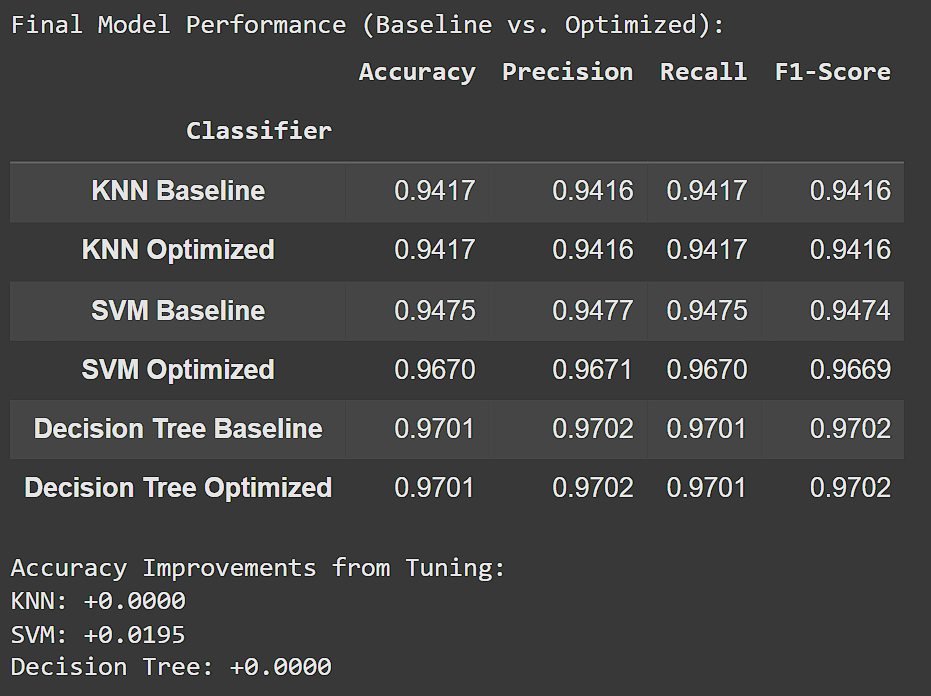 Final Model Performance (Baseline vs. Optimized):
Accuracy Precision Recall F1-Score
Classifier
KNN Baseline 0.9417 0.9416 0.9417 0.9416
KNN Optimized 0.9417 0.9416 0.9417 0.9416
SVM Baseline 0.9475 0.9477 0.9475 0.9474
SVM Optimized 0.9670 0.9671 0.9670 0.9669
Decision Tree Baseline 0.9701 0.9702 0.9701 0.9702
Decision Tree Optimized 0.9701 0.9702 0.9701 0.9702
Accuracy Improvements from Tuning:
KNN: +0.0000
SVM: +0.0195
Decision Tree: +0.0000